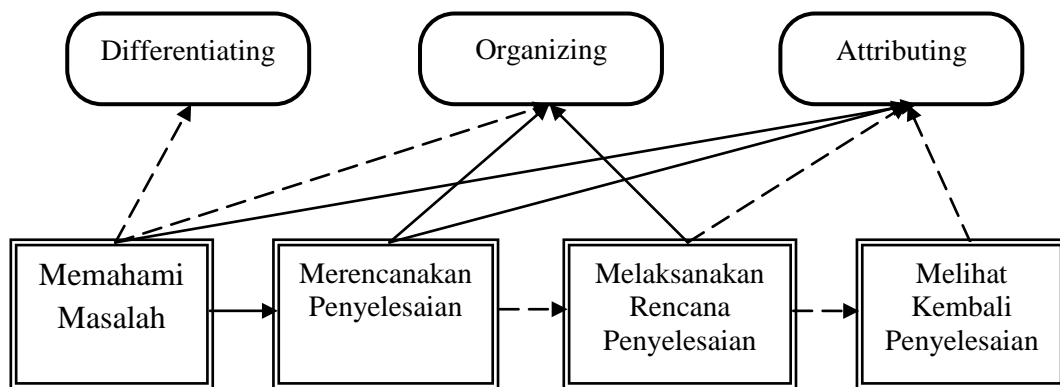 Differentiating
Organizing
Attributing
Memahami
Masalah
Merencanakan
Penyelesaian
Melaksanakan
Rencana
Penyelesaian
Melihat
Kembali
Penyelesaian